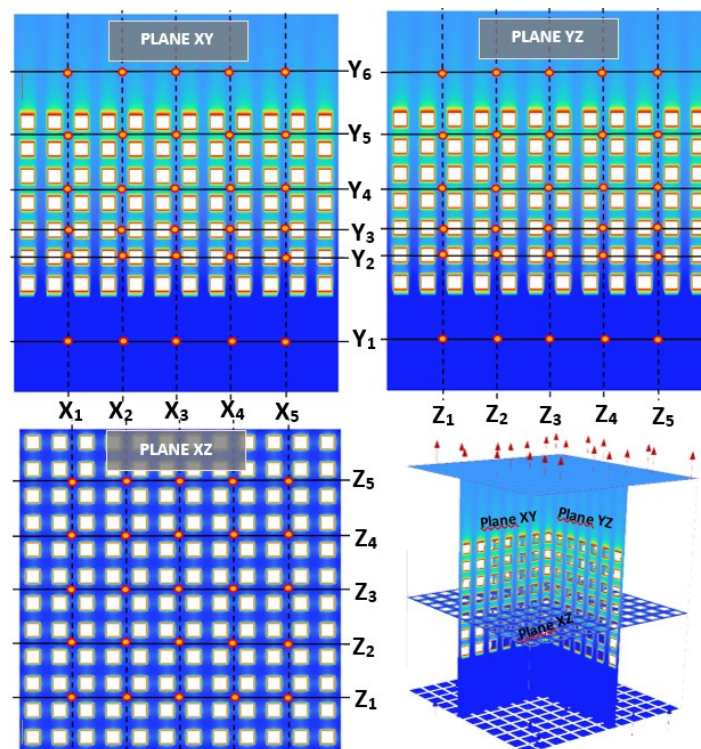 PLANE XY
PLANE YZ
Y6
Y5
Y4
Y3
Y2
Y1
X1 X2 X3 X4 X5
Z1 Z2 Z3 Z4 Z5
PLANE XZ
Z5
Z4
Z3
Z2
Z1
Plane XY
Plane YZ
Plane XZ